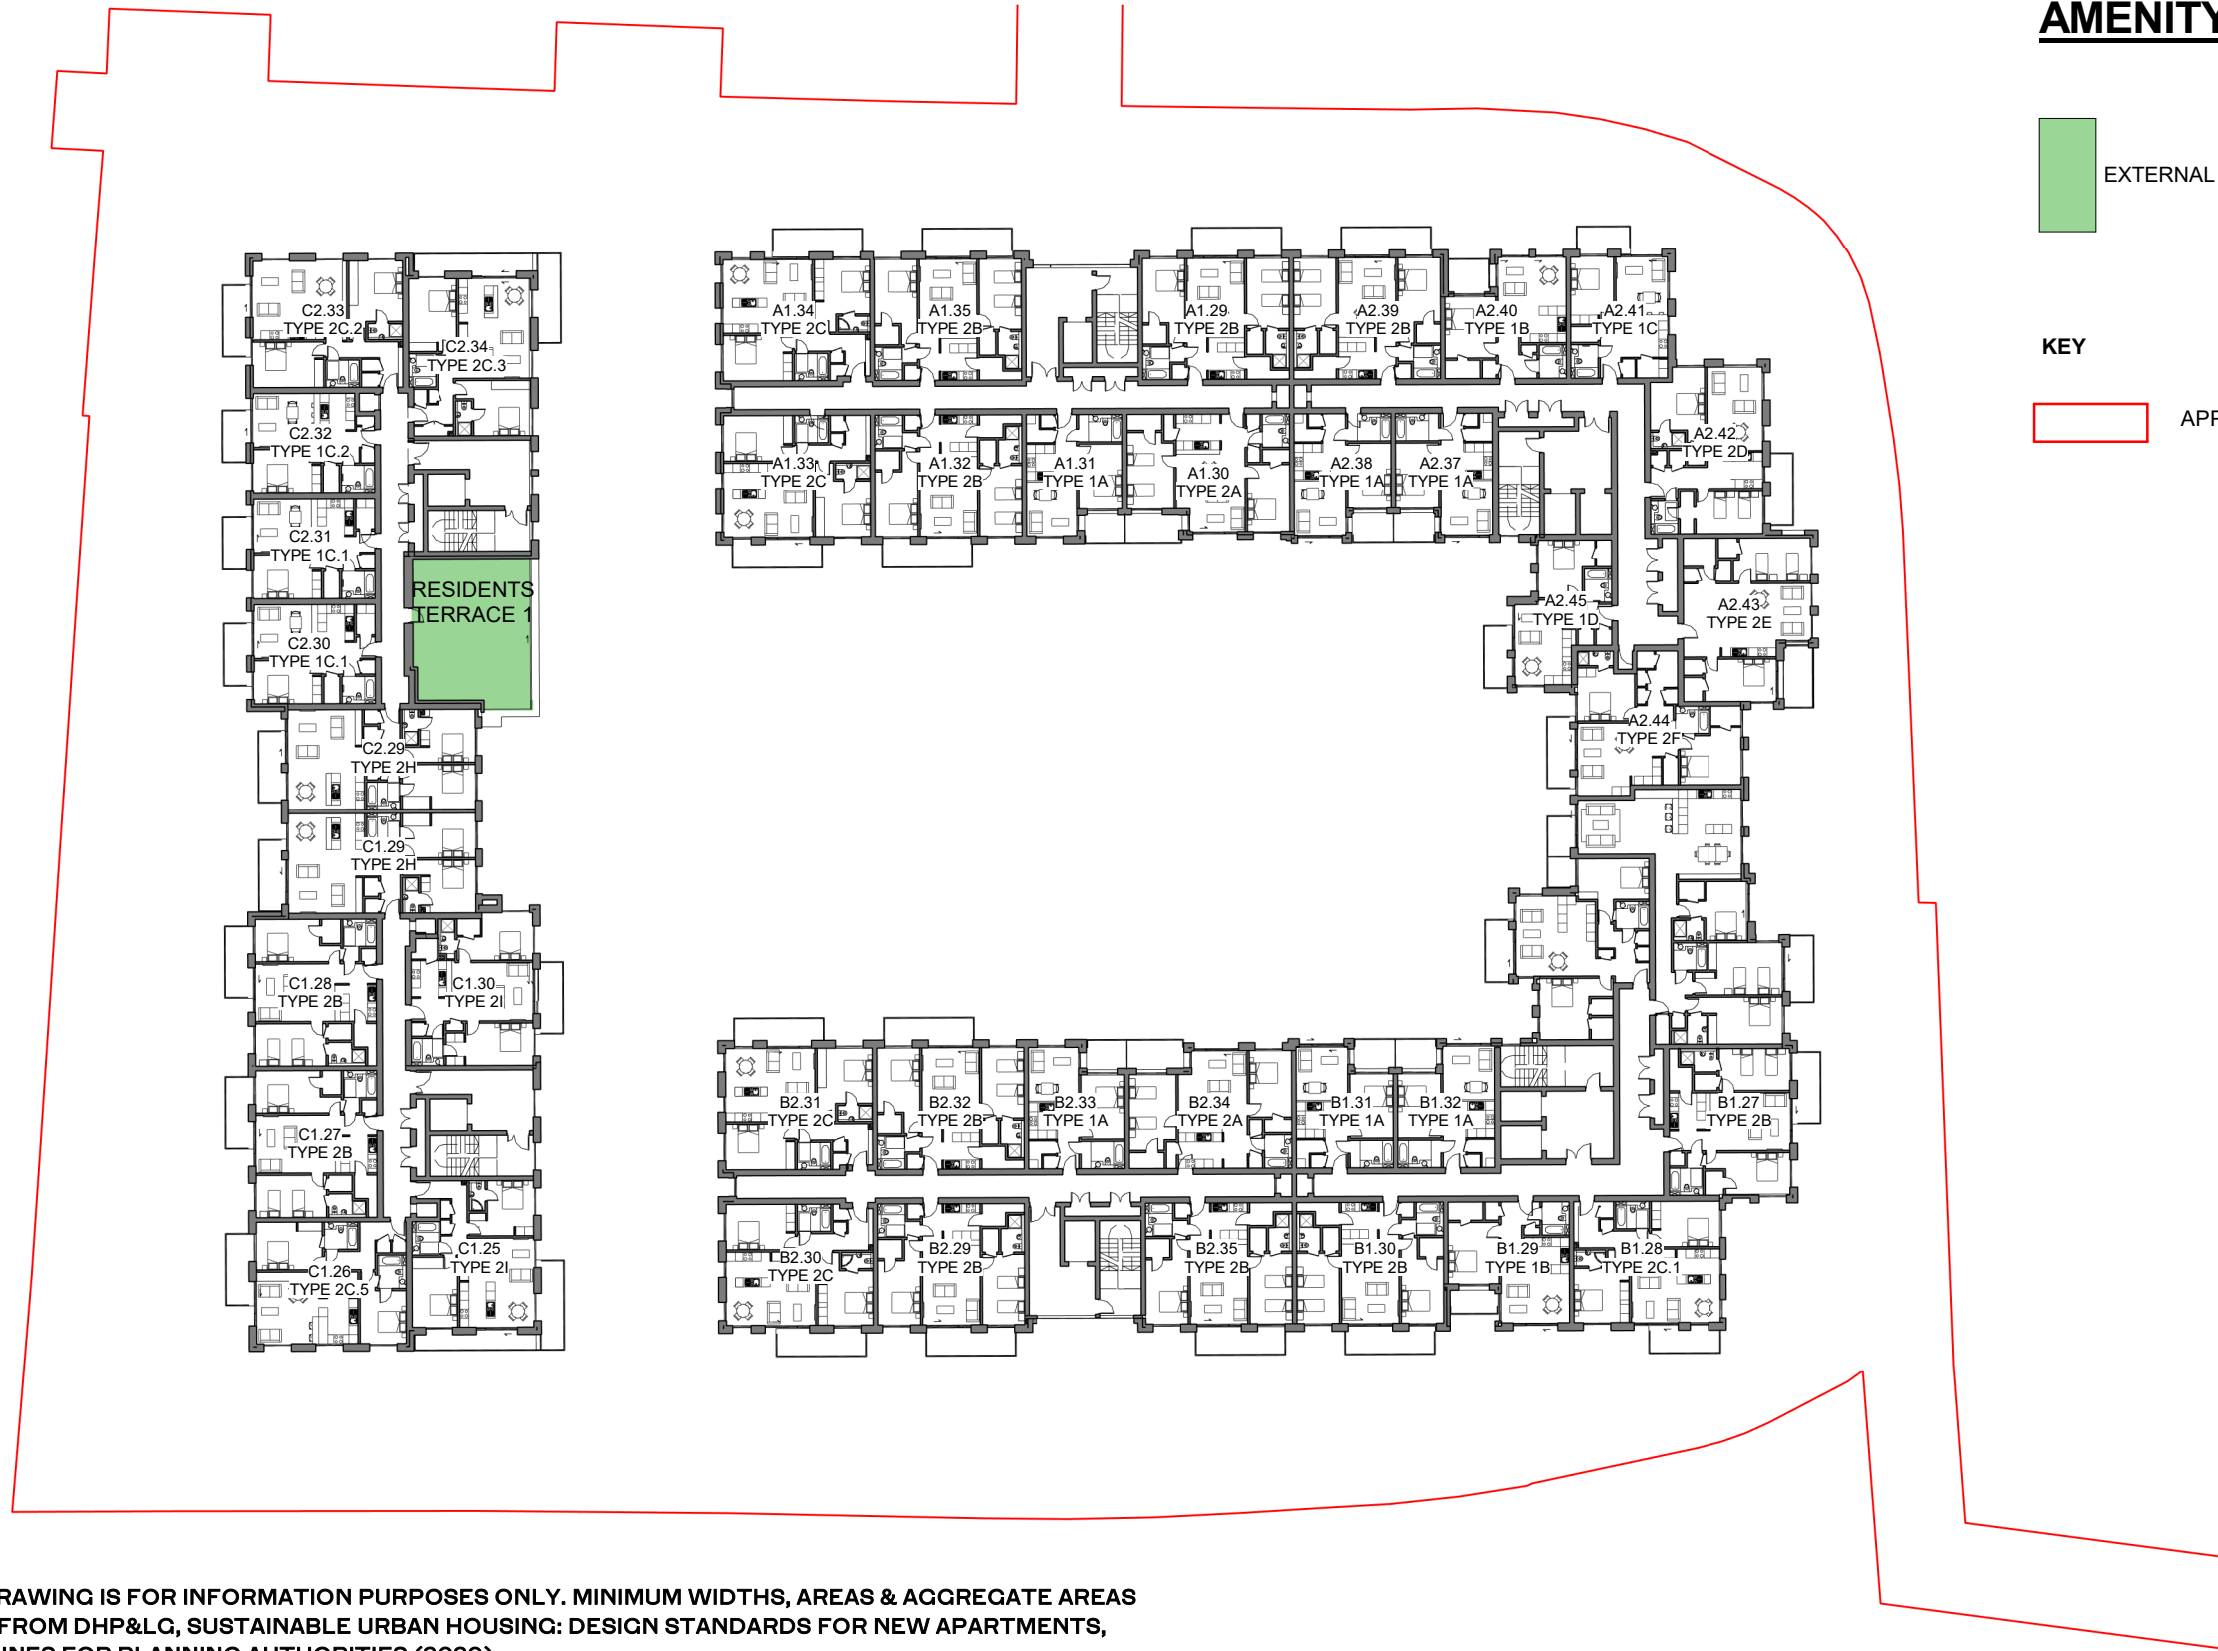 AMENITY
EXTERNAL
KEY
APP
C2.33
TYPE 2C.2
C2.34
TYPE 2C.3
C2.32
TYPE 1C.2
C2.31
TYPE 1C.1
RESIDENTS
TERRACE 1
C2.30
TYPE 1C.1
C2.29
TYPE 2H
C1.29
TYPE 2H
C1.28
TYPE 2B
C1.30
TYPE 2I
C1.27
TYPE 2B
C1.26
TYPE 2C.5
C1.25
TYPE 2I
A1.34
TYPE 2C
A1.35
TYPE 2B
A1.29
TYPE 2B
A2.39
TYPE 2B
A2.40
TYPE 1B
A2.41
TYPE 1C
A1.33
TYPE 2C
A1.32
TYPE 2B
A1.31
TYPE 1A
A1.30
TYPE 2A
A2.38
TYPE 1A
A2.37
TYPE 1A
A2.42
TYPE 2D
A2.45
TYPE 1D
A2.43
TYPE 2E
A2.44
TYPE 2F
B2.31
TYPE 2C
B2.32
TYPE 2B
B2.33
TYPE 1A
B2.34
TYPE 2A
B1.31
TYPE 1A
B1.32
TYPE 1A
B1.27
TYPE 2B
B2.30
TYPE 2C
B2.29
TYPE 2B
B2.35
TYPE 2B
B1.30
TYPE 2B
B1.29
TYPE 1B
B1.28
TYPE 2C.1
RAWING IS FOR INFORMATION PURPOSES ONLY. MINIMUM WIDTHS, AREAS & AGGREGATE AREAS
FROM DHP&LG, SUSTAINABLE URBAN HOUSING: DESIGN STANDARDS FOR NEW APARTMENTS,
INES FOR PLANNING AUTHORITIES (2020)